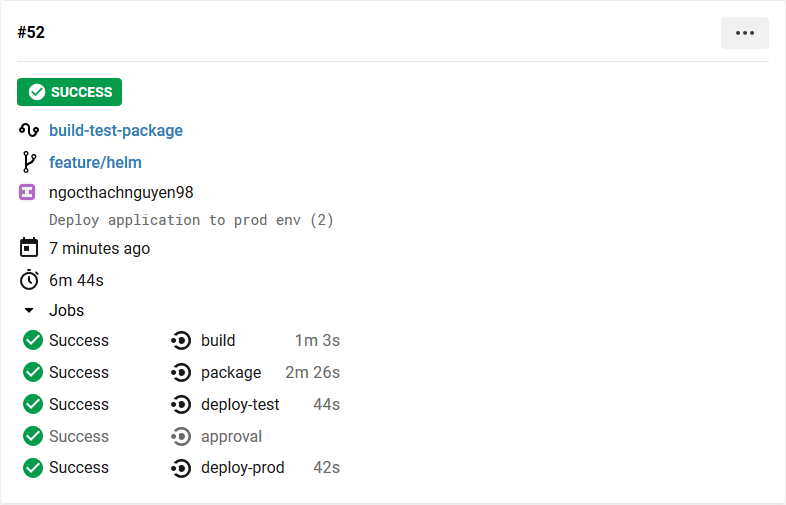 #52
SUCCESS
build-test-package
feature/helm
ngocthachnguyen98
Deploy application to prod env (2)
7 minutes ago
6m 44s
Jobs
Success build 1m 3s
Success package 2m 26s
Success deploy-test 44s
Success approval
Success deploy-prod 42s